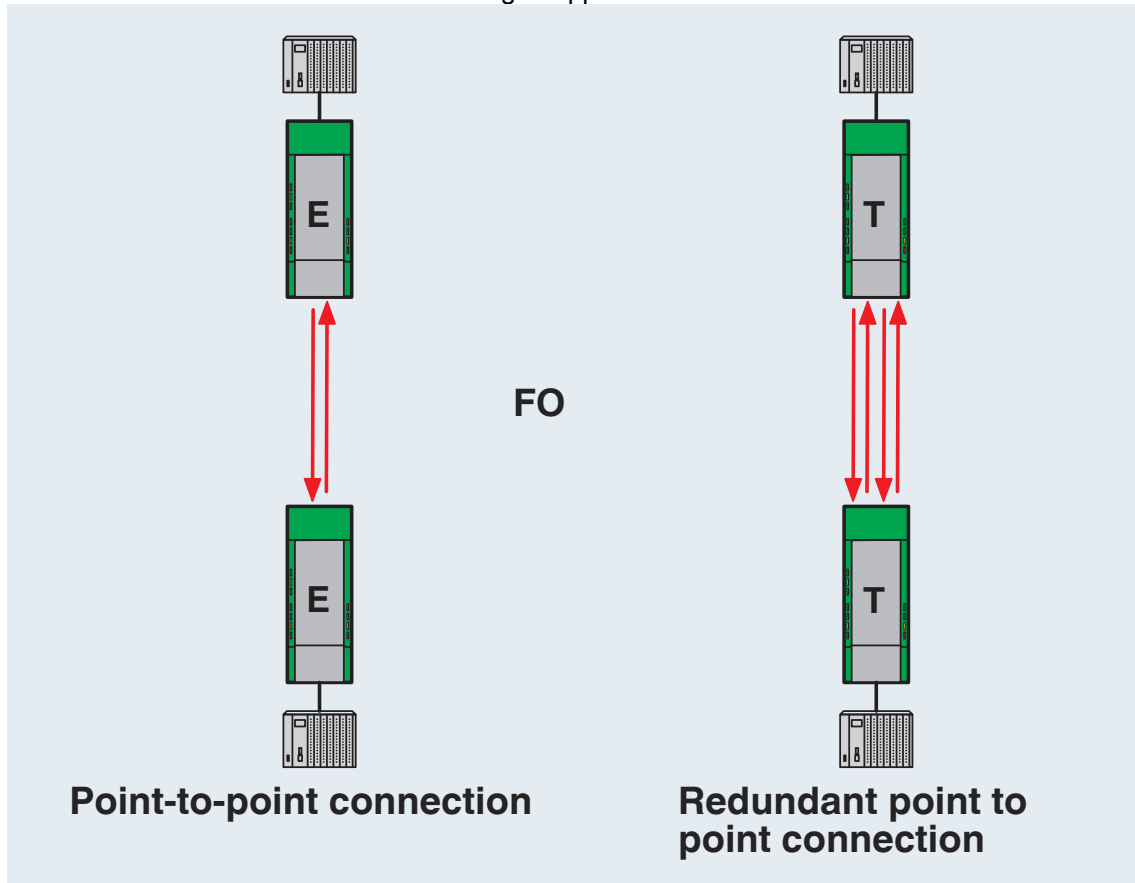 E
T
FO
E
T
Point-to-point connection
Redundant point to
point connection